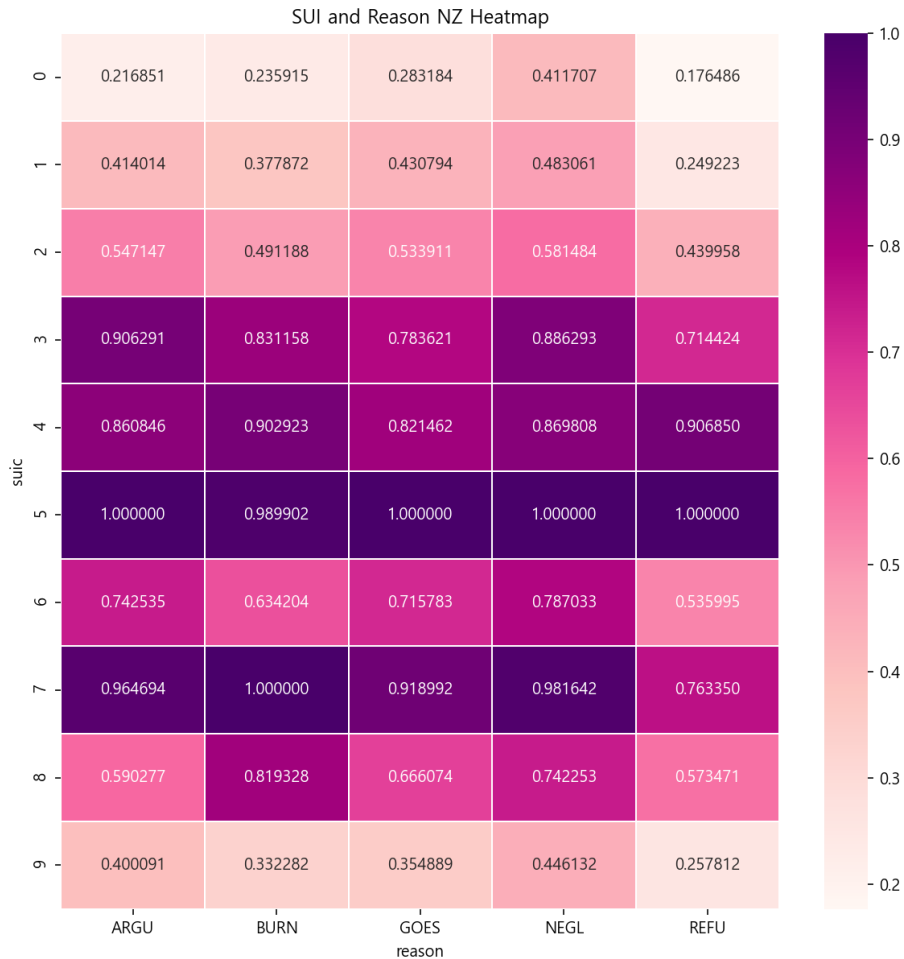 SUI and Reason NZ Heatmap
0 0.216851 0.235915 0.283184 0.411707 0.176486
1 0.414014 0.377872 0.430794 0.483061 0.249223
2 0.547147 0.491188 0.533911 0.581484 0.439958
3 0.906291 0.831158 0.783621 0.886293 0.714424
4 0.860846 0.902923 0.821462 0.869808 0.906850
suic
5 1.000000 0.989902 1.000000 1.000000 1.000000
6 0.742535 0.634204 0.715783 0.787033 0.535995
7 0.964694 1.000000 0.918992 0.981642 0.763350
8 0.590277 0.819328 0.666074 0.742253 0.573471
9 0.400091 0.332282 0.354889 0.446132 0.257812
ARGU BURN GOES NEGL REFU
reason
1.0
0.9
0.8
0.7
0.6
0.5
0.4
0.3
0.2